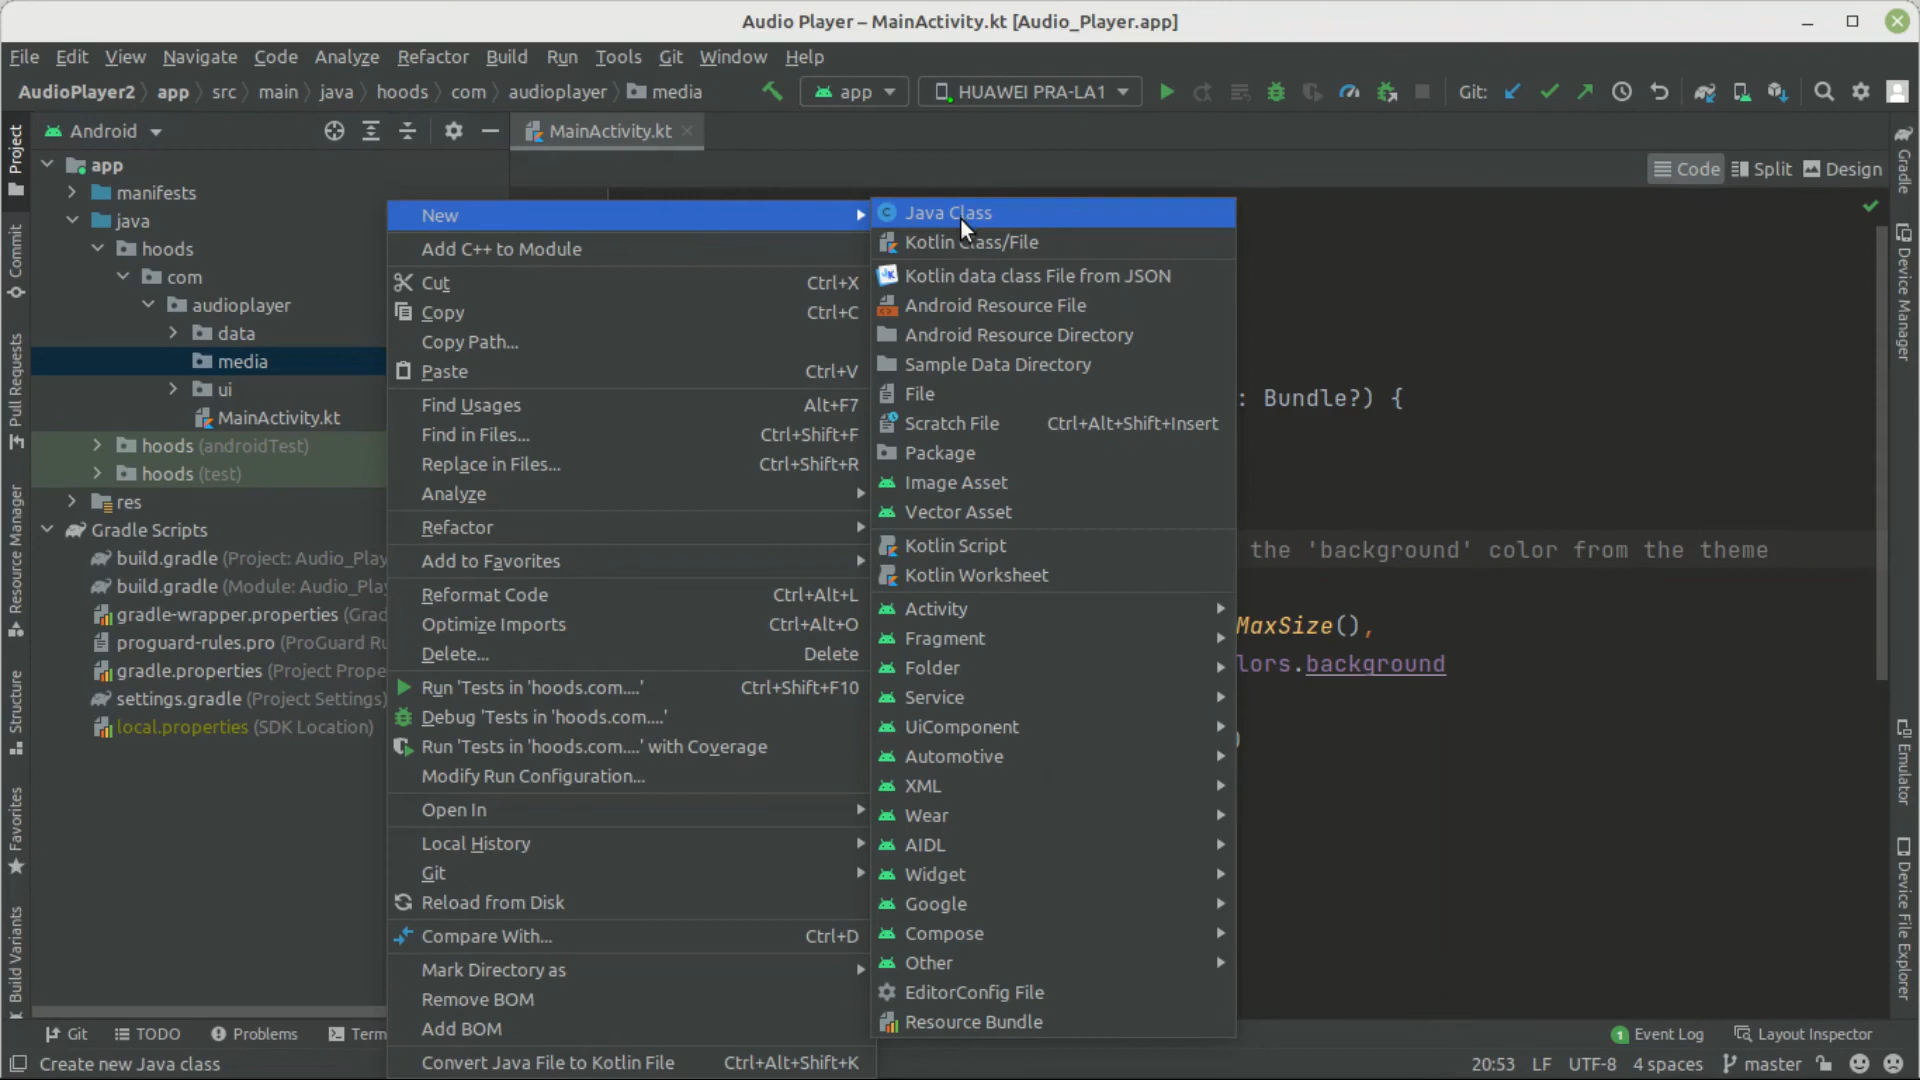 Audio Player – MainActivity.kt [Audio_Player.app]
File Edit View Navigate Code Analyze Refactor Build Run Tools Git Window Help
AudioPlayer2 app src main java hoods com audioplayer media app HUAWEI PRA-LA1 Git:
Android MainActivity.kt
Code Split Design
Project
Commit
Pull Requests
Resource Manager
Structure
Favorites
Build Variants
app
manifests
java
hoods
com
audioplayer
data
media
ui
MainActivity.kt
hoods (androidTest)
hoods (test)
res
Gradle Scripts
build.gradle (Project: Audio_Play
build.gradle (Module: Audio_Play
gradle-wrapper.properties (Grad
proguard-rules.pro (ProGuard Ru
gradle.properties (Project Prope
settings.gradle (Project Settings)
local.properties (SDK Location)
New
Add C++ to Module
Cut Ctrl+X
Copy Ctrl+C
Copy Path...
Paste Ctrl+V
Find Usages Alt+F7
Find in Files... Ctrl+Shift+F
Replace in Files... Ctrl+Shift+R
Analyze
Refactor
Add to Favorites
Reformat Code Ctrl+Alt+L
Optimize Imports Ctrl+Alt+O
Delete... Delete
Run 'Tests in 'hoods.com....' Ctrl+Shift+F10
Debug 'Tests in 'hoods.com....'
Run 'Tests in 'hoods.com....' with Coverage
Modify Run Configuration...
Open In
Local History
Git
Reload from Disk
Compare With... Ctrl+D
Mark Directory as
Remove BOM
Add BOM
Convert Java File to Kotlin File Ctrl+Alt+Shift+K
Java Class
Kotlin Class/File
Kotlin data class File from JSON
Android Resource File
Android Resource Directory
Sample Data Directory
File
Scratch File Ctrl+Alt+Shift+Insert
Package
Image Asset
Vector Asset
Kotlin Script
Kotlin Worksheet
Activity
Fragment
Folder
Service
UiComponent
Automotive
XML
Wear
AIDL
Widget
Google
Compose
Other
EditorConfig File
Resource Bundle
: Bundle?) {
the 'background' color from the theme
MaxSize(),
lors.background
)
Gradle
Device Manager
Emulator
Device File Explorer
Git TODO Problems Term 1 Event Log Layout Inspector
Create new Java class 20:53 LF UTF-8 4 spaces master